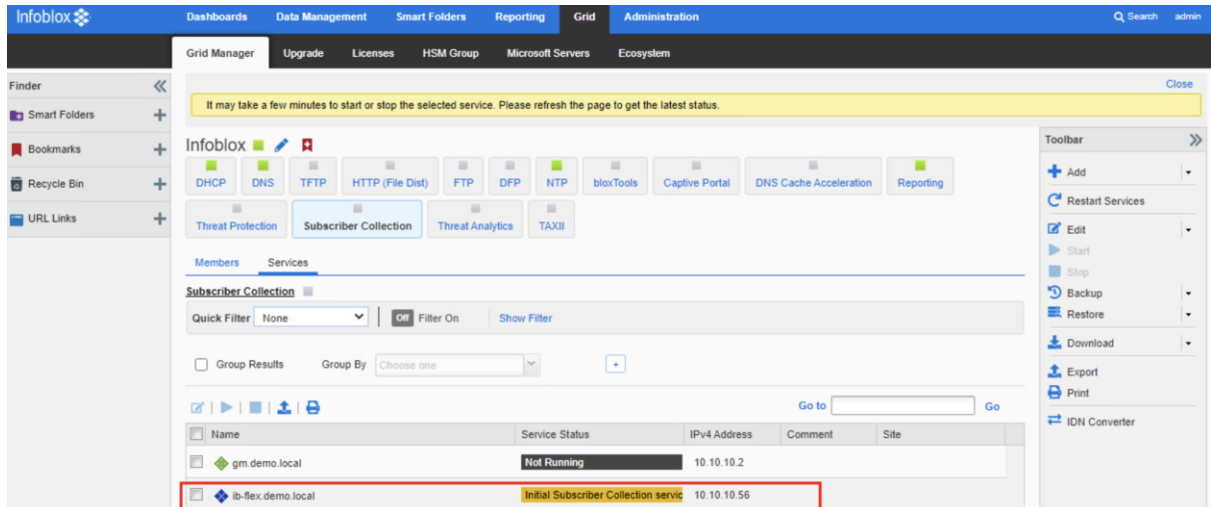 Infoblox Dashboards Data Management Smart Folders Reporting Grid Administration Search admin
Grid Manager Upgrade Licenses HSM Group Microsoft Servers Ecosystem
Finder
Smart Folders
Bookmarks
Recycle Bin
URL Links
Close
It may take a few minutes to start or stop the selected service. Please refresh the page to get the latest status.
Infoblox
DHCP DNS TFTP HTTP (File Dist) FTP DFP NTP bloxTools Captive Portal DNS Cache Acceleration Reporting
Threat Protection Subscriber Collection Threat Analytics TAXII
Members Services
Subscriber Collection
Quick Filter None Off Filter On Show Filter
Group Results Group By Choose one +
Go to Go
Name Service Status IPv4 Address Comment Site
gm.demo.local Not Running 10.10.10.2
ib-flex.demo.local Initial Subscriber Collection servic 10.10.10.56
Toolbar
Add
Restart Services
Edit
Start
Stop
Backup
Restore
Download
Export
Print
IDN Converter